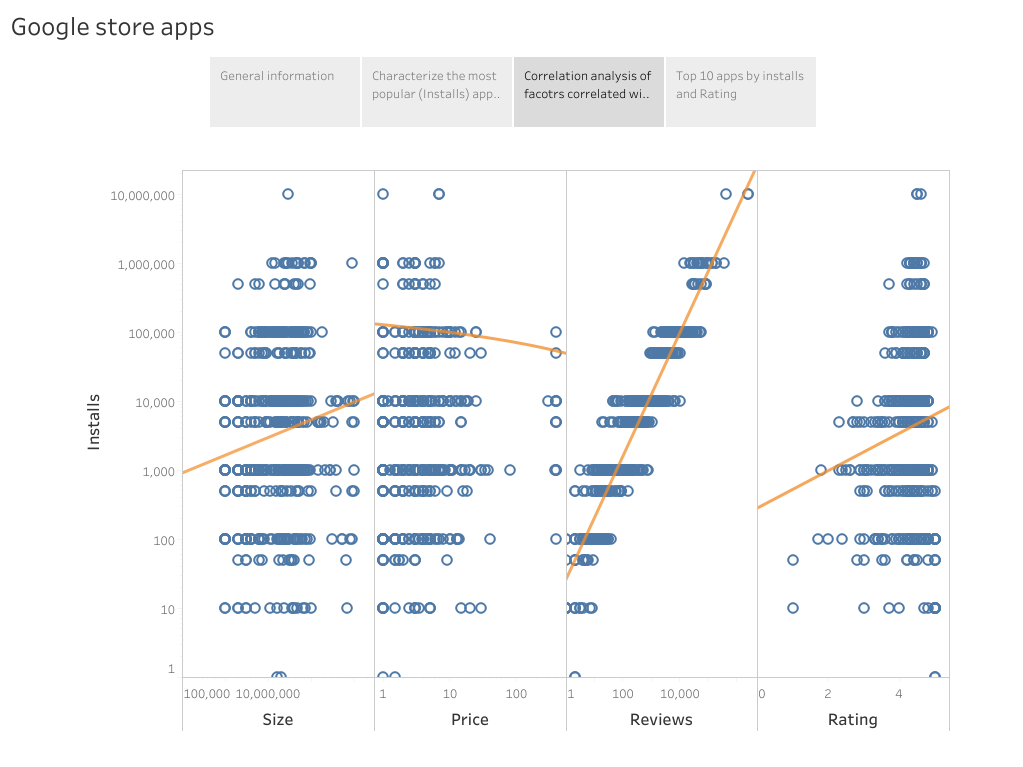 Google store apps
General information
Characterize the most
popular (Installs) app..
Correlation analysis of
facotrs correlated wi..
Top 10 apps by installs
and Rating
Installs
10,000,000
1,000,000
100,000
10,000
1,000
100
10
1
100,000 10,000,000
1 10 100
1 100 10,000
0 2 4
Size
Price
Reviews
Rating